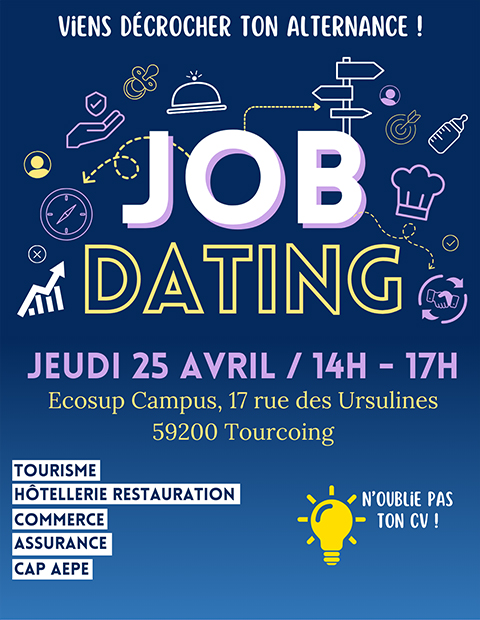 ViENS DÉCROCHER TON ALTERNANCE !
JOB
DATING
JEUDI 25 AVRIL / 14H - 17H
Ecosup Campus, 17 rue des Ursulines
59200 Tourcoing
TOURISME
HÔTELLERIE RESTAURATION
COMMERCE
ASSURANCE
CAP AEPE
N'OUBLIE PAS
TON CV !